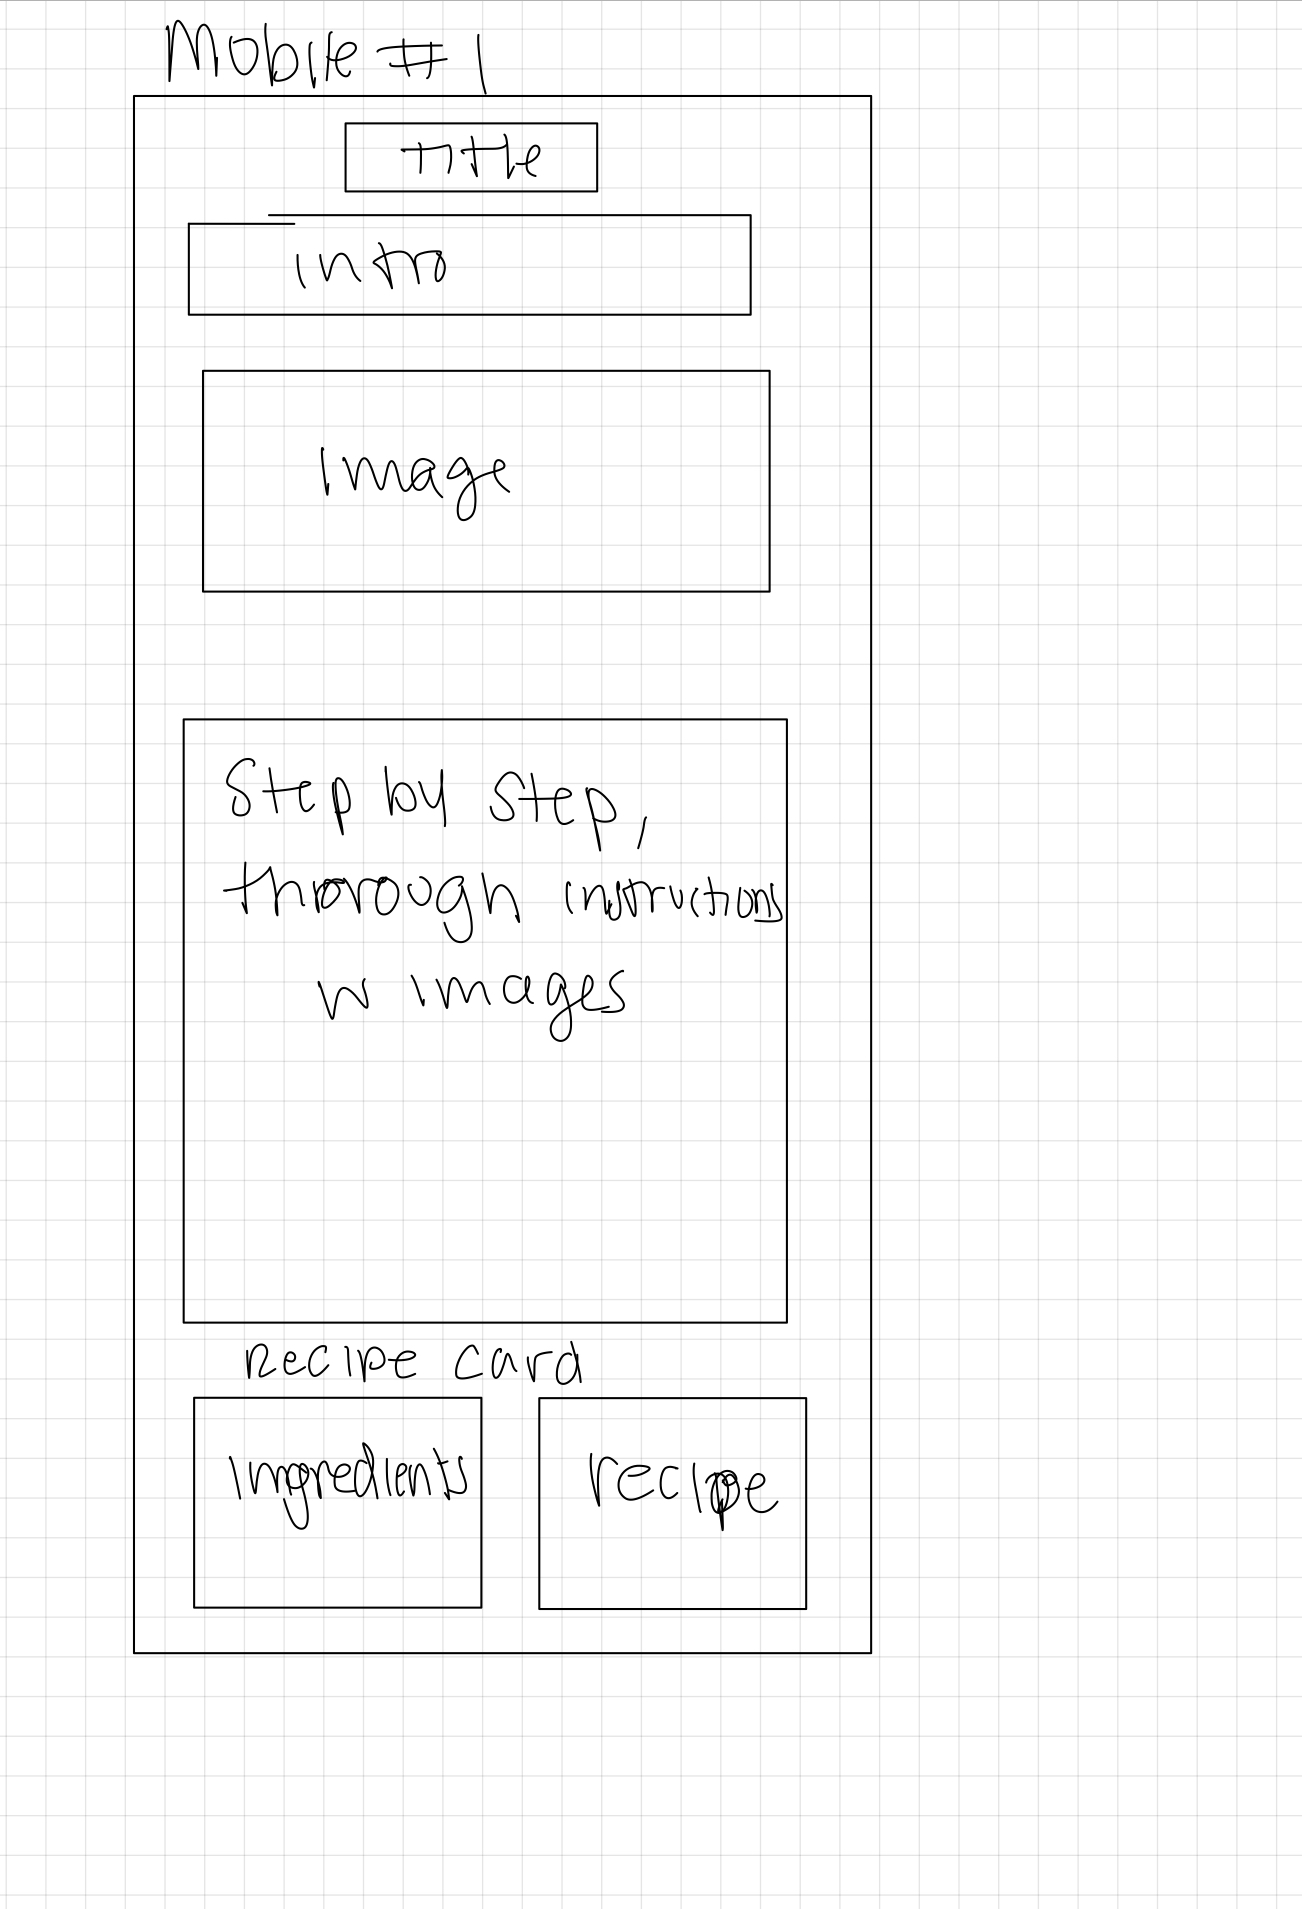 Mobile #1
Title
intro
image
Step by step,
thorough instructions
w images
Recipe card
ingredients
recipe